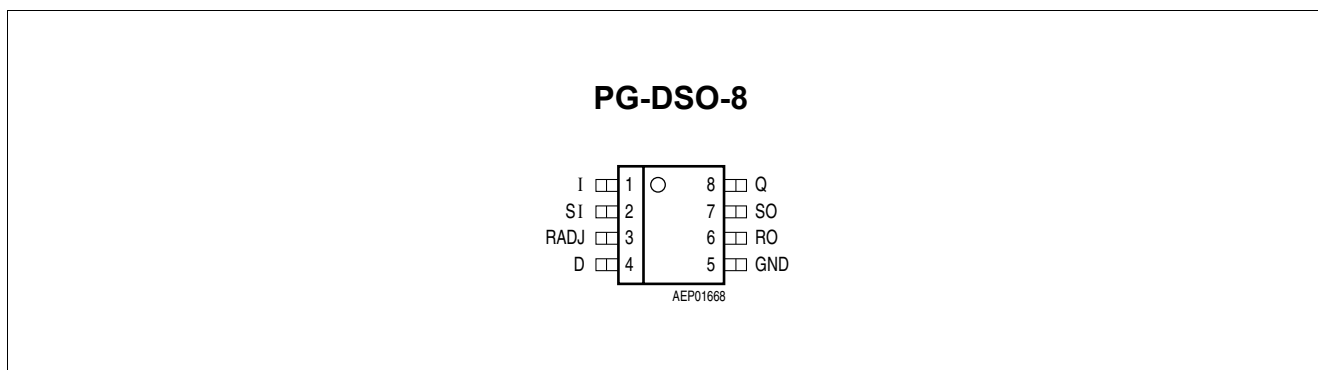 PG-DSO-8
I 1 8 Q
SI 2 7 SO
RADJ 3 6 RO
D 4 5 GND
AEP01668